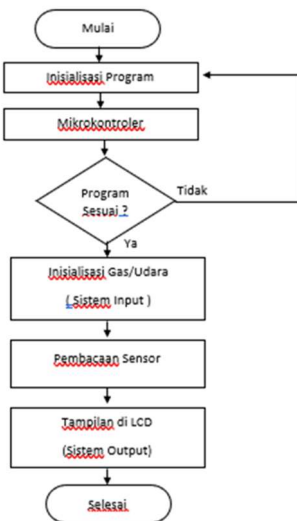 Mulai
Inisialisasi Program
Mikrokontroler
Program
Sesuai ?
Tidak
Ya
Inisialisasi Gas/Udara
( Sistem Input )
Pembacaan Sensor
Tampilan di LCD
(Sistem Output)
Selesai